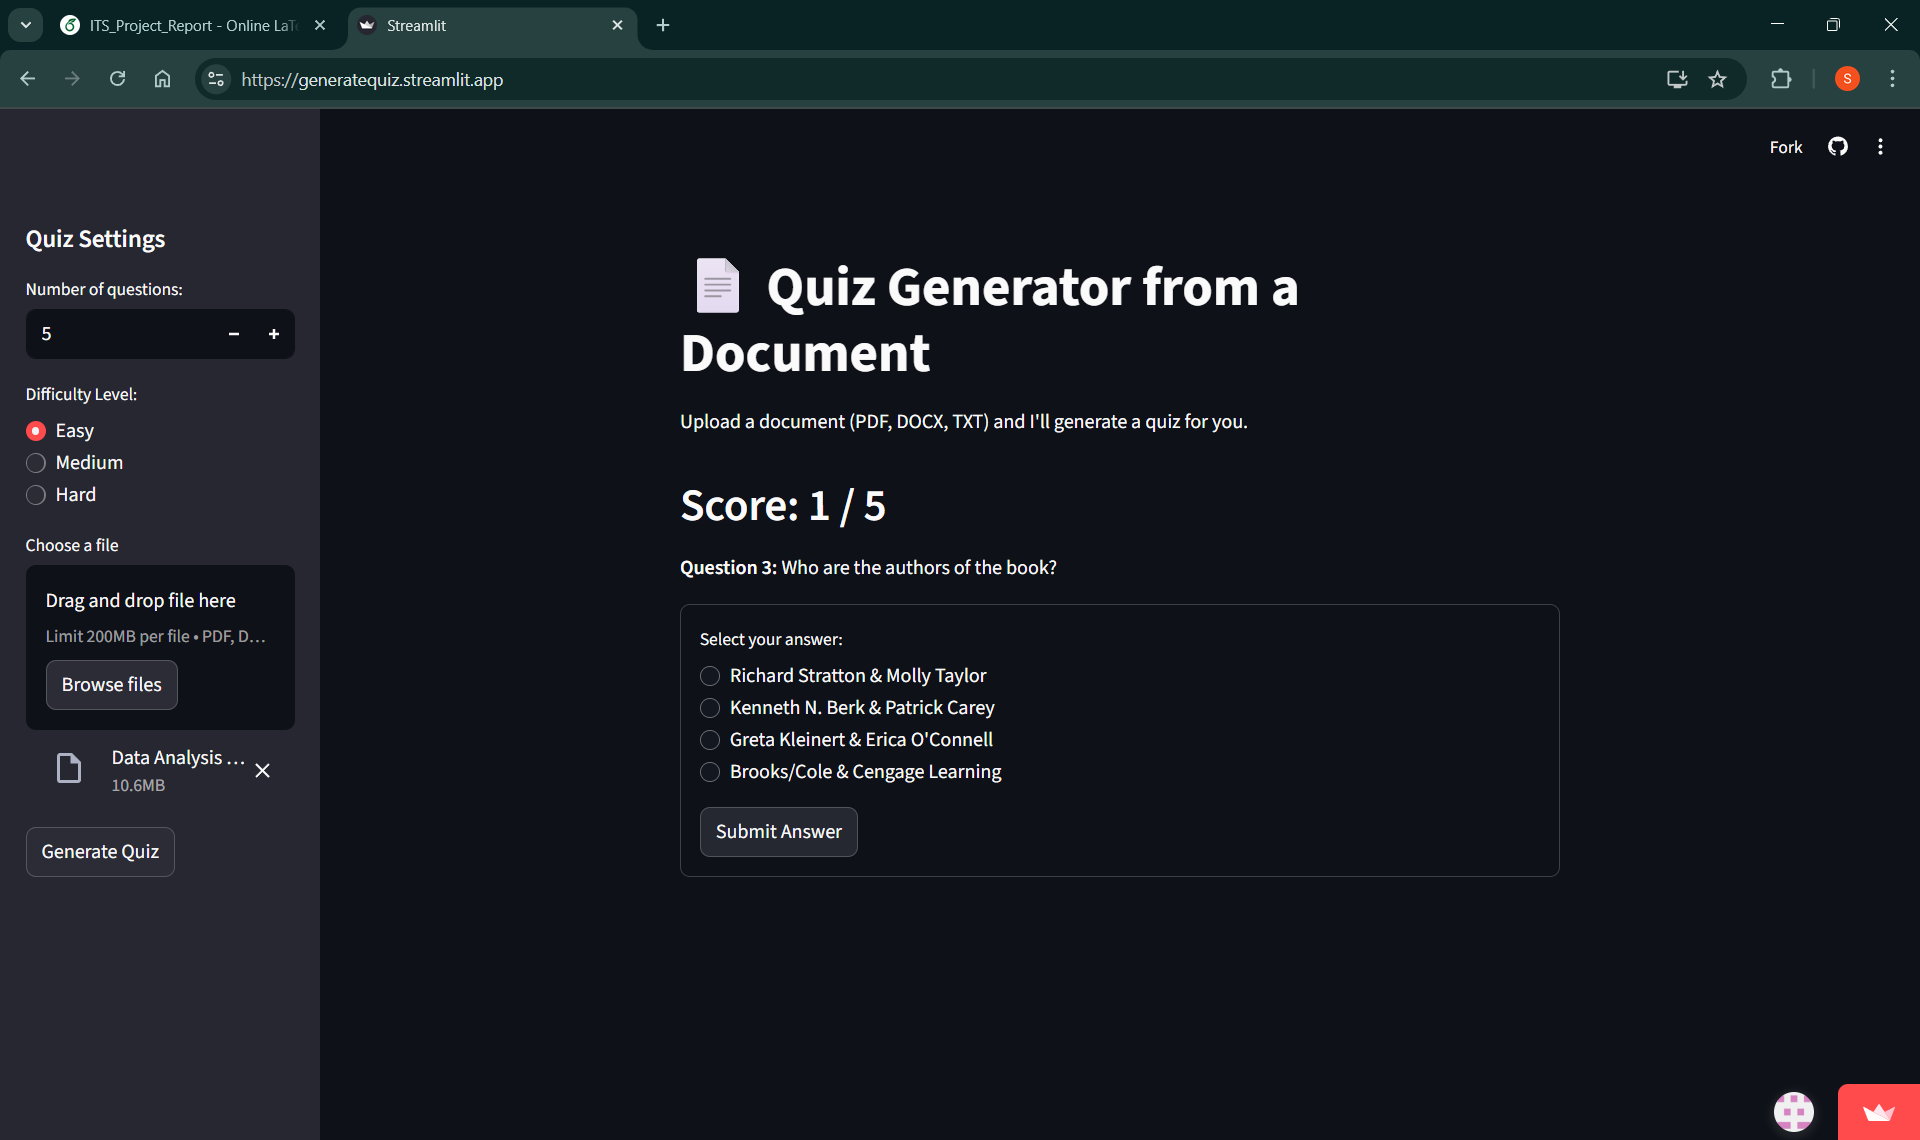 ITS_Project_Report - Online LaTe
Streamlit
https://generatequiz.streamlit.app
S
Fork
Quiz Settings
Number of questions:
5
Difficulty Level:
Easy
Medium
Hard
Choose a file
Drag and drop file here
Limit 200MB per file • PDF, D…
Browse files
Data Analysis …
10.6MB
Generate Quiz
Quiz Generator from a
Document
Upload a document (PDF, DOCX, TXT) and I'll generate a quiz for you.
Score: 1 / 5
Question 3: Who are the authors of the book?
Select your answer:
Richard Stratton & Molly Taylor
Kenneth N. Berk & Patrick Carey
Greta Kleinert & Erica O'Connell
Brooks/Cole & Cengage Learning
Submit Answer